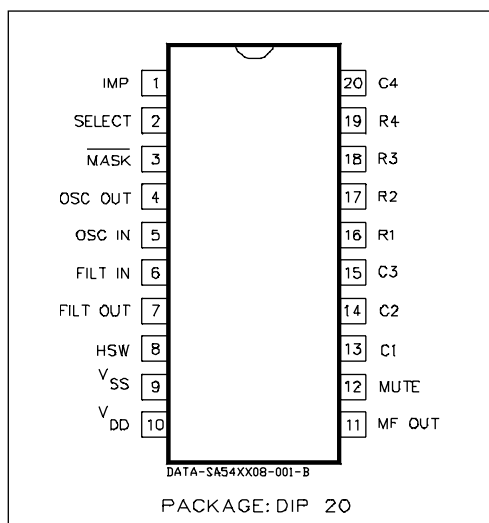 IMP 1 20 C4
SELECT 2 19 R4
MASK 3 18 R3
OSC OUT 4 17 R2
OSC IN 5 16 R1
FILT IN 6 15 C3
FILT OUT 7 14 C2
HSW 8 13 C1
VSS 9 12 MUTE
VDD 10 11 MF OUT
DATA-SA54XX08-001-B
PACKAGE: DIP 20